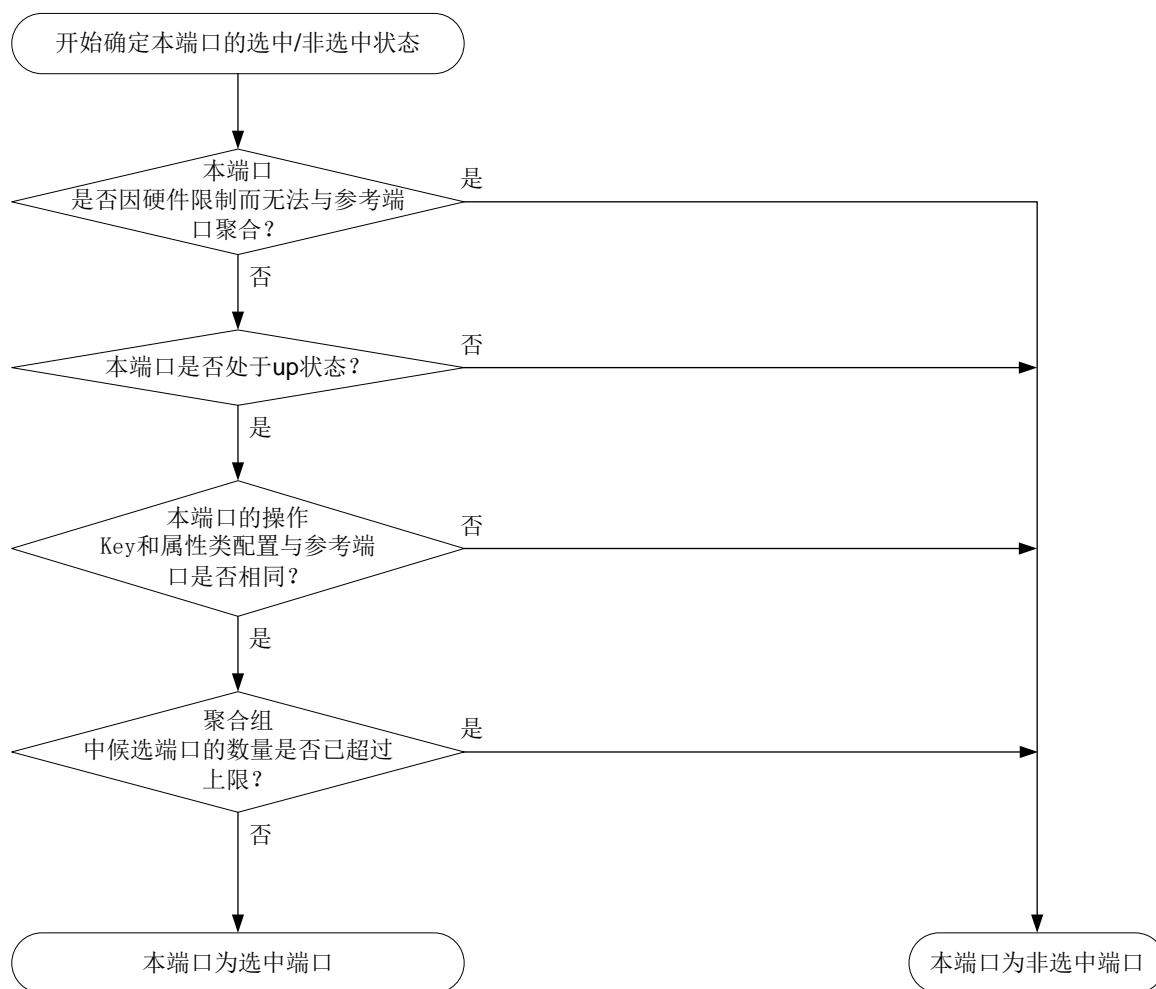 开始确定本端口的选中/非选中状态
本端口
是否因硬件限制而无法与参考端
口聚合？
是
否
本端口是否处于up状态？
否
是
本端口的操作
Key和属性类配置与参考端
口是否相同？
否
是
聚合组
中候选端口的数量是否已超过
上限？
是
否
本端口为选中端口
本端口为非选中端口